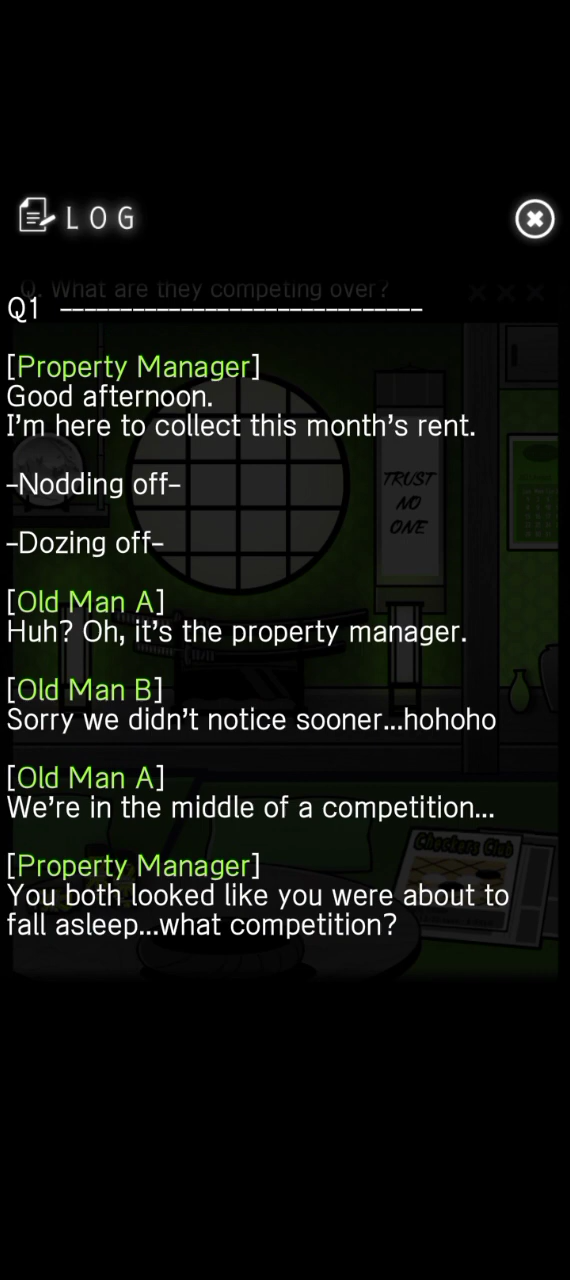 LOG
Q. What are they competing over?
Q1 ------------------------------
[Property Manager]
Good afternoon.
I'm here to collect this month's rent.
-Nodding off-
-Dozing off-
[Old Man A]
Huh? Oh, it's the property manager.
[Old Man B]
Sorry we didn't notice sooner...hohoho
[Old Man A]
We're in the middle of a competition...
[Property Manager]
You both looked like you were about to
fall asleep...what competition?
TRUST
NO
ONE
Checkers Club